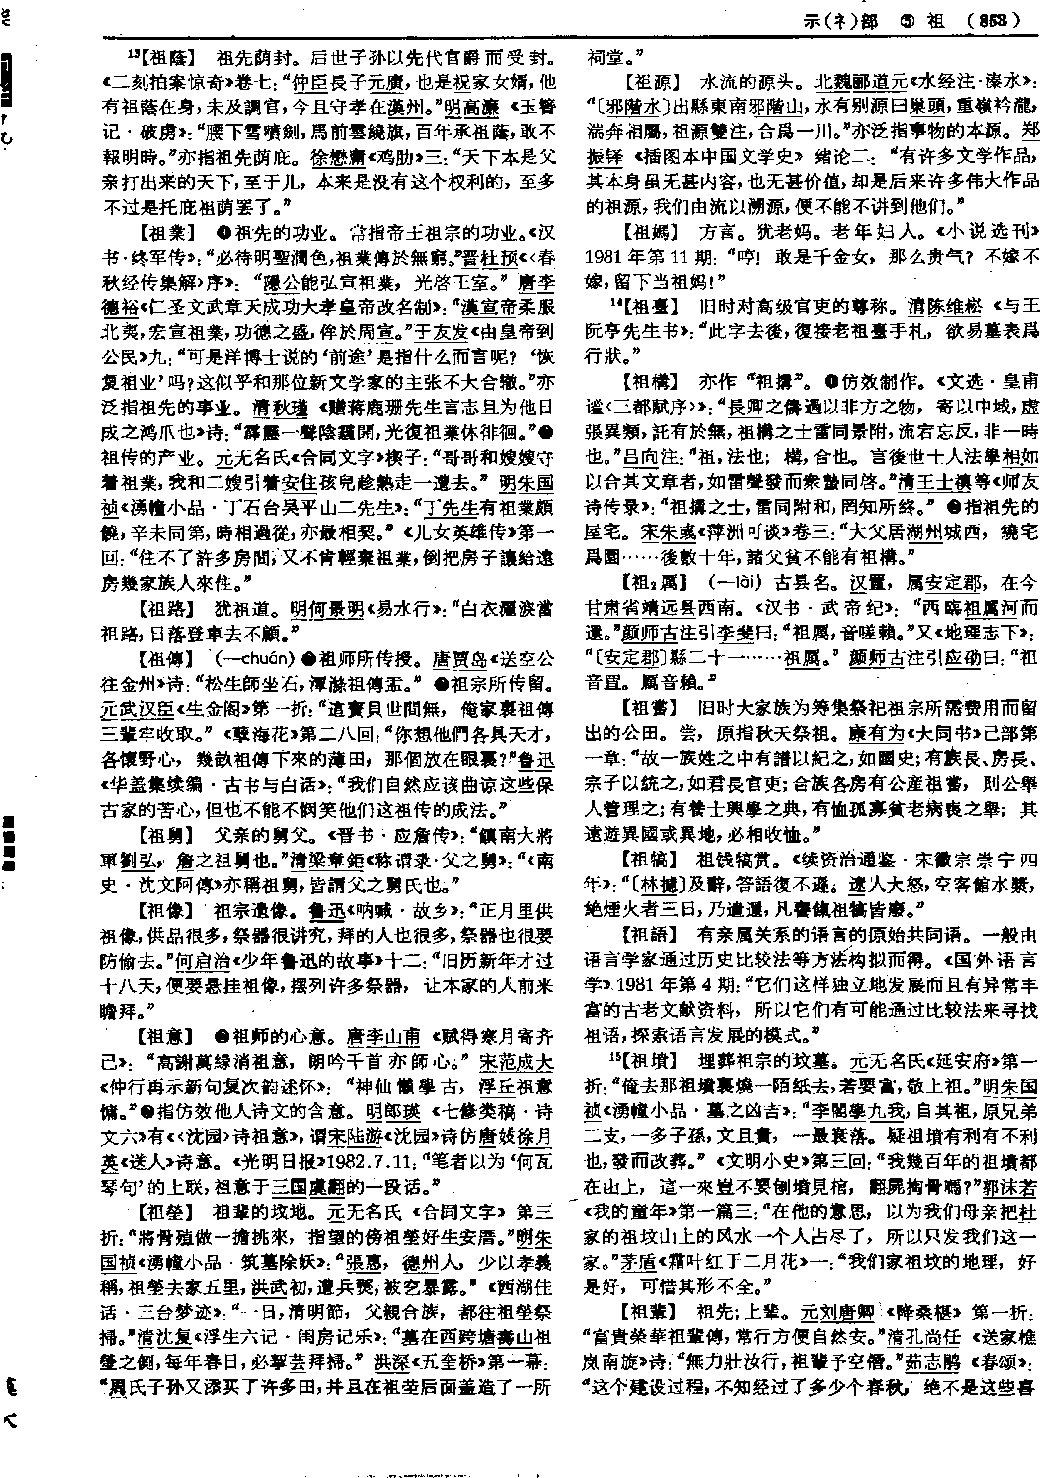 示(礻)部 ⑤ 祖 (853)
¹³【祖蔭】 祖先荫封。后世子孙以先代官爵而受封。
《二刻拍案惊奇》卷七：“仲臣長子元廣，也是祝家女婿，他
有祖蔭在身，未及調官，今且守孝在漢州。”明高濂《玉簪
记·破虏》：“腰下雪噴劍，馬前雲繞旗，百年承祖蔭，敢不
報明時。”亦指祖先荫庇。徐懋庸《鸡肋》三：“天下本是父
亲打出来的天下，至于儿，本来是没有这个权利的，至多
不过是托庇祖荫罢了。”
【祖業】 ❶祖先的功业。常指帝王祖宗的功业。《汉
书·终军传》：“必待明聖潤色，祖業傳於無窮。”晋杜预《〈春
秋经传集解〉序》：“隱公能弘宣祖業，光啓王室。”唐李
德裕《仁圣文武章天成功大孝皇帝改名制》：“漢宣帝柔服
北夷，宏宣祖業，功德之盛，侔於周宣。”于友发《由皇帝到
公民》九：“可是洋博士说的‘前途’是指什么而言呢？‘恢
复祖业’吗？这似乎和那位新文学家的主张不大合辙。”亦
泛指祖先的事业。清秋瑾《赠蒋鹿珊先生言志且为他日
成之鸿爪也》诗：“霹靂一聲陰靄開，光復祖業休徘徊。”❷
祖传的产业。元无名氏《合同文字》楔子：“哥哥和嫂嫂守
着祖業，我和二嫂引着安住孩兒趁熟走一遭去。”明朱国
祯《湧幢小品·丁石台吴平山二先生》：“丁先生有祖業頗
饒，辛未同第，時相過從，亦最相契。”《儿女英雄传》第一
回：“住不了許多房間，又不肯輕棄祖業，倒把房子讓給遠
房幾家族人來住。”
【祖路】 犹祖道。明何景明《易水行》：“白衣灑淚當
祖路，日落登車去不顧。”
【祖傳】 (—chuán)❶祖师所传授。唐贾岛《送空公
往金州》诗：“松生師坐石，潭滌祖傳盂。”❷祖宗所传留。
元武汉臣《生金阁》第一折：“這寶貝世間無，俺家裏祖傳
三輩牢收取。”《孽海花》第二八回：“你想他們各具天才，
各懷野心，幾畝祖傳下來的薄田，那個放在眼裏？”鲁迅
《华盖集续编·古书与白话》：“我们自然应该曲谅这些保
古家的苦心，但也不能不悯笑他们这祖传的成法。”
【祖舅】 父亲的舅父。《晋书·应詹传》：“鎮南大將
軍劉弘，詹之祖舅也。”清梁章鉅《称谓录·父之舅》：“《南
史·沈文阿傳》亦稱祖舅，皆謂父之舅氏也。”
【祖像】 祖宗遗像。鲁迅《呐喊·故乡》：“正月里供
祖像，供品很多，祭器很讲究，拜的人也很多，祭器也很要
防偷去。”何启治《少年鲁迅的故事》十二：“旧历新年才过
十八天，便要悬挂祖像，摆列许多祭器，让本家的人前来
瞻拜。”
【祖意】 ❶祖师的心意。唐李山甫《赋得寒月寄齐
己》：“高謝萬緣消祖意，朗吟千首亦師心。”宋范成大
《仲行再示新句复次韵述怀》：“神仙懶學古，浮丘祖意
慵。”❷指仿效他人诗文的含意。明郎瑛《七修类稿·诗
文六》有《〈沈园〉诗祖意》，谓宋陆游《沈园》诗仿唐妓徐月
英《送人》诗意。《光明日报》1982.7.11：“笔者以为‘何瓦
琴句’的上联，祖意于三国虞翻的一段话。”
【祖塋】 祖辈的坟地。元无名氏《合同文字》第三
折：“將骨殖做一擔挑來，指望的傍祖塋好生安厝。”明朱
国祯《湧幢小品·筑墓除妖》：“張惠，德州人，少以孝義
稱，祖塋去家五里，洪武初，遭兵燹，被乞暴露。”《西湖佳
话·三台梦迹》：“一日，清明節，父親合族，都往祖塋祭
掃。”清沈复《浮生六记·闺房记乐》：“墓在西跨塘壽山祖
塋之側，每年春日，必挈芸拜掃。”洪深《五奎桥》第一幕：
“周氏子孙又添买了许多田，并且在祖茔后面盖造了一所
祠堂。”
【祖源】 水流的源头。北魏郦道元《水经注·溱水》：
“〔邪階水〕出縣東南邪階山，水有别源曰巢頭，重嶺衿瀧，
湍奔相屬，祖源雙注，合爲一川。”亦泛指事物的本原。郑
振铎《插图本中国文学史》绪论二：“有许多文学作品，
其本身虽无甚内容，也无甚价值，却是后来许多伟大作品
的祖源，我们由流以溯源，便不能不讲到他们。”
【祖媽】 方言。犹老妈。老年妇人。《小说选刊》
1981年第11期：“哼！敢是千金女，那么贵气？不嫁不
嫁，留下当祖妈！”
¹⁴【祖臺】 旧时对高级官吏的尊称。清陈维崧《与王
阮亭先生书》：“此字去後，復接老祖臺手札，欲易墓表爲
行狀。”
【祖構】 亦作“祖搆”。❶仿效制作。《文选·皇甫
谧〈三都赋序〉》：“長卿之儔過以非方之物，寄以中域，虚
張異類，託有於無，祖構之士雷同景附，流宕忘反，非一時
也。”吕向注：“祖，法也；構，合也。言後世士人法學相如
以合其文章者，如雷聲發而衆蟄同啓。”清王士禛等《师友
诗传录》：“祖搆之士，雷同附和，罔知所終。”❷指祖先的
屋宅。宋朱彧《萍洲可谈》卷三：“大父居湖州城西，繞宅
爲園……後數十年，諸父貧不能有祖構。”
【祖₂厲】 (—lài) 古县名。汉置，属安定郡，在今
甘肃省靖远县西南。《汉书·武帝纪》：“西臨祖厲河而
還。”颜师古注引李斐曰：“祖厲，音嗟賴。”又《地理志下》：
“〔安定郡〕縣二十一……祖厲。”颜师古注引应劭曰：“祖
音罝。厲音賴。”
【祖嘗】 旧时大家族为筹集祭祀祖宗所需费用而留
出的公田。尝，原指秋天祭祖。康有为《大同书》己部第
一章：“故一族姓之中有譜以紀之，如國史；有族長、房長、
宗子以統之，如君長官吏；合族各房有公產祖嘗，則公舉
人管理之；有養士興學之典，有恤孤寡貧老病喪之舉；其
遠遊異國或異地，必相收恤。”
【祖犒】 祖饯犒赏。《续资治通鉴·宋徽宗崇宁四
年》：“〔林攄〕及辭，答語復不遜。遼人大怒，空客館水漿，
絶煙火者三日，乃遣還，凡饔餼祖犒皆廢。”
【祖語】 有亲属关系的语言的原始共同语。一般由
语言学家通过历史比较法等方法构拟而得。《国外语言
学》1981年第4期：“它们这样独立地发展而且有异常丰
富的古老文献资料，所以它们有可能通过比较法来寻找
祖语，探索语言发展的模式。”
¹⁵【祖墳】 埋葬祖宗的坟墓。元无名氏《延安府》第一
折：“俺去那祖墳裏燒一陌紙去，若要富，敬上祖。”明朱国
祯《湧幢小品·墓之凶吉》：“李閣學九我，自其祖，原兄弟
二支，一多子孫，文且貴，一最衰落。疑祖墳有利有不利
也，發而改葬。”《文明小史》第三回：“我幾百年的祖墳都
在山上，這一來豈不要刨墳見棺，翻屍掏骨嗎？”郭沫若
《我的童年》第一篇三：“在他的意思，以为我们母亲把杜
家的祖坟山上的风水一个人占尽了，所以只发我们这一
家。”茅盾《霜叶红于二月花》一：“我们家祖坟的地理，好
是好，可惜其形不全。”
【祖輩】 祖先；上辈。元刘唐卿《降桑椹》第一折：
“富貴榮華祖輩傳，常行方便自然安。”清孔尚任《送家樵
岚南旋》诗：“無力壯汝行，祖輩予空僭。”茹志鹃《春颂》：
“这个建设过程，不知经过了多少个春秋，绝不是这些喜